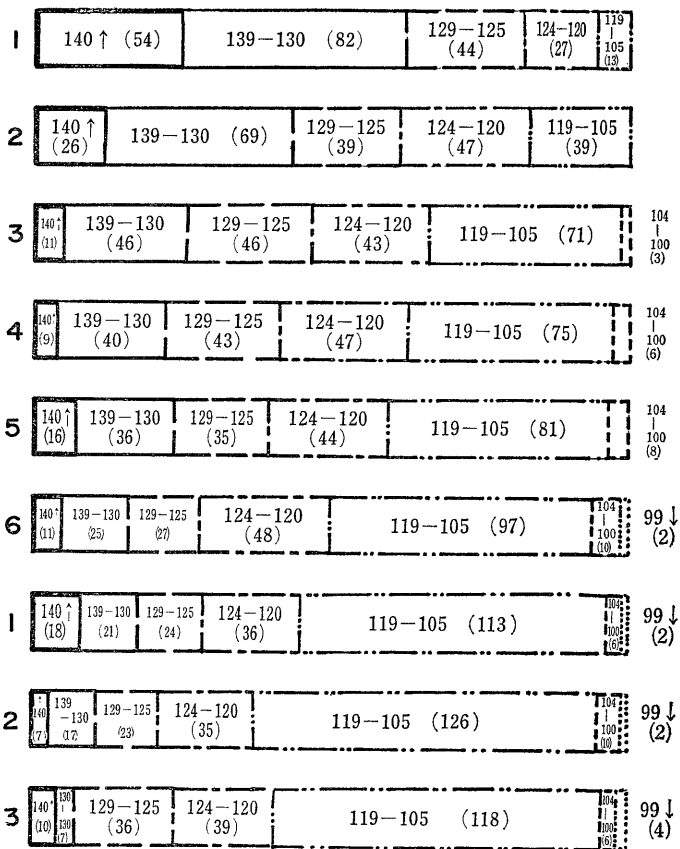 1 140↑ (54) 139−130 (82) 129−125 (44) 124−120 (27) 119 | 105 (13)
2 140↑ (26) 139−130 (69) 129−125 (39) 124−120 (47) 119−105 (39)
3 140↑ (11) 139−130 (46) 129−125 (46) 124−120 (43) 119−105 (71) 104 | 100 (3)
4 140↑ (9) 139−130 (40) 129−125 (43) 124−120 (47) 119−105 (75) 104 | 100 (6)
5 140↑ (16) 139−130 (36) 129−125 (35) 124−120 (44) 119−105 (81) 104 | 100 (8)
6 140↑ (11) 139−130 (25) 129−125 (27) 124−120 (48) 119−105 (97) 104 | 100 (10) 99↓ (2)
1 140↑ (18) 139−130 (21) 129−125 (24) 124−120 (36) 119−105 (113) 104 | 100 (6) 99↓ (2)
2 ↑ 140 (7) 139 −130 (17) 129−125 (23) 124−120 (35) 119−105 (126) 104 | 100 (10) 99↓ (2)
3 140↑ (10) 130 | 130 (7) 129−125 (36) 124−120 (39) 119−105 (118) 104 | 100 (6) 99↓ (4)